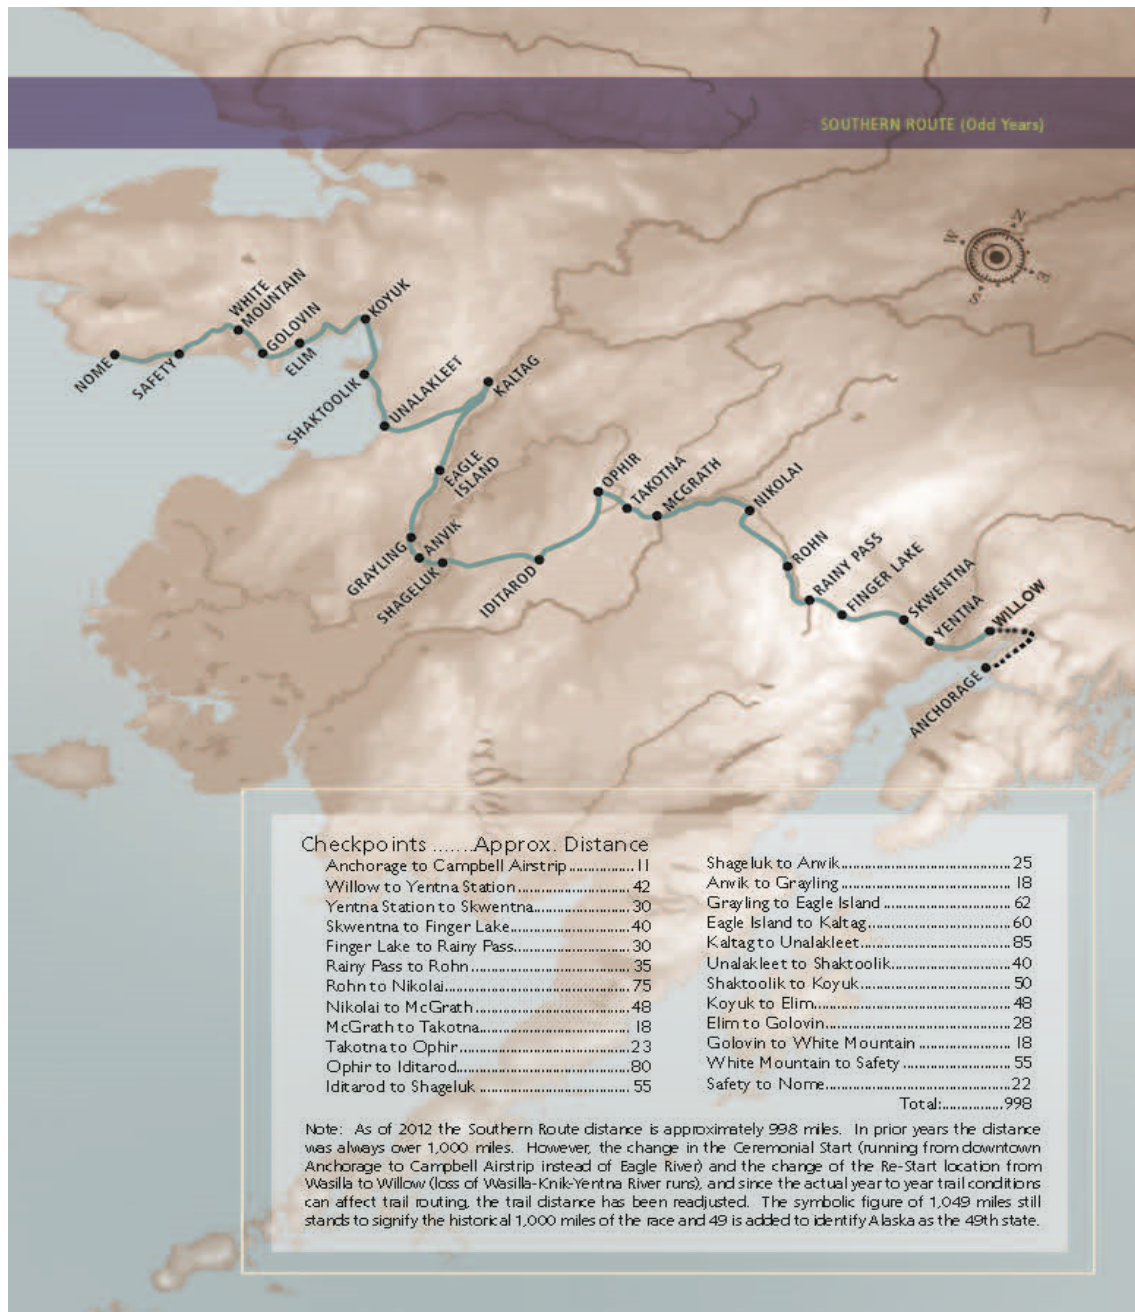 SOUTHERN ROUTE (Odd Years)
N
W
E
S
NOME
SAFETY
WHITE
MOUNTAIN
GOLOVIN
ELIM
KOYUK
SHAKTOOLIK
UNALAKLEET
KALTAG
EAGLE
ISLAND
GRAYLING
ANVIK
SHAGELUK
IDITAROD
OPHIR
TAKOTNA
MCGRATH
NIKOLAI
ROHN
RAINY PASS
FINGER LAKE
SKWENTNA
YENTNA
WILLOW
ANCHORAGE
Checkpoints .......Approx. Distance
Anchorage to Campbell Airstrip................11
Willow to Yentna Station............................ 42
Yentna Station to Skwentna........................30
Skwentna to Finger Lake..............................40
Finger Lake to Rainy Pass.............................30
Rainy Pass to Rohn........................................35
Rohn to Nikolai..............................................75
Nikolai to McGrath.......................................48
McGrath to Takotna..................................... 18
Takotna to Ophir..........................................23
Ophir to Iditarod...........................................80
Iditarod to Shageluk ..................................... 55
Shageluk to Anvik..........................................25
Anvik to Grayling.......................................... 18
Grayling to Eagle Island ............................... 62
Eagle Island to Kaltag...................................60
Kaltag to Unalakleet.....................................85
Unalakleet to Shaktoolik..............................40
Shaktoolik to Koyuk.....................................50
Koyuk to Elim................................................48
Elim to Golovin..............................................28
Golovin to White Mountain ....................... 18
White Mountain to Safety........................... 55
Safety to Nome..............................................22
Total:...............998
Note: As of 2012 the Southern Route distance is approximately 998 miles. In prior years the distance
was always over 1,000 miles. However, the change in the Ceremonial Start (running from downtown
Anchorage to Campbell Airstrip instead of Eagle River) and the change of the Re-Start location from
Wasilla to Willow (loss of Wasilla-Knik-Yentna River runs), and since the actual year to year trail conditions
can affect trail routing, the trail distance has been readjusted. The symbolic figure of 1,049 miles still
stands to signify the historical 1,000 miles of the race and 49 is added to identify Alaska as the 49th state.